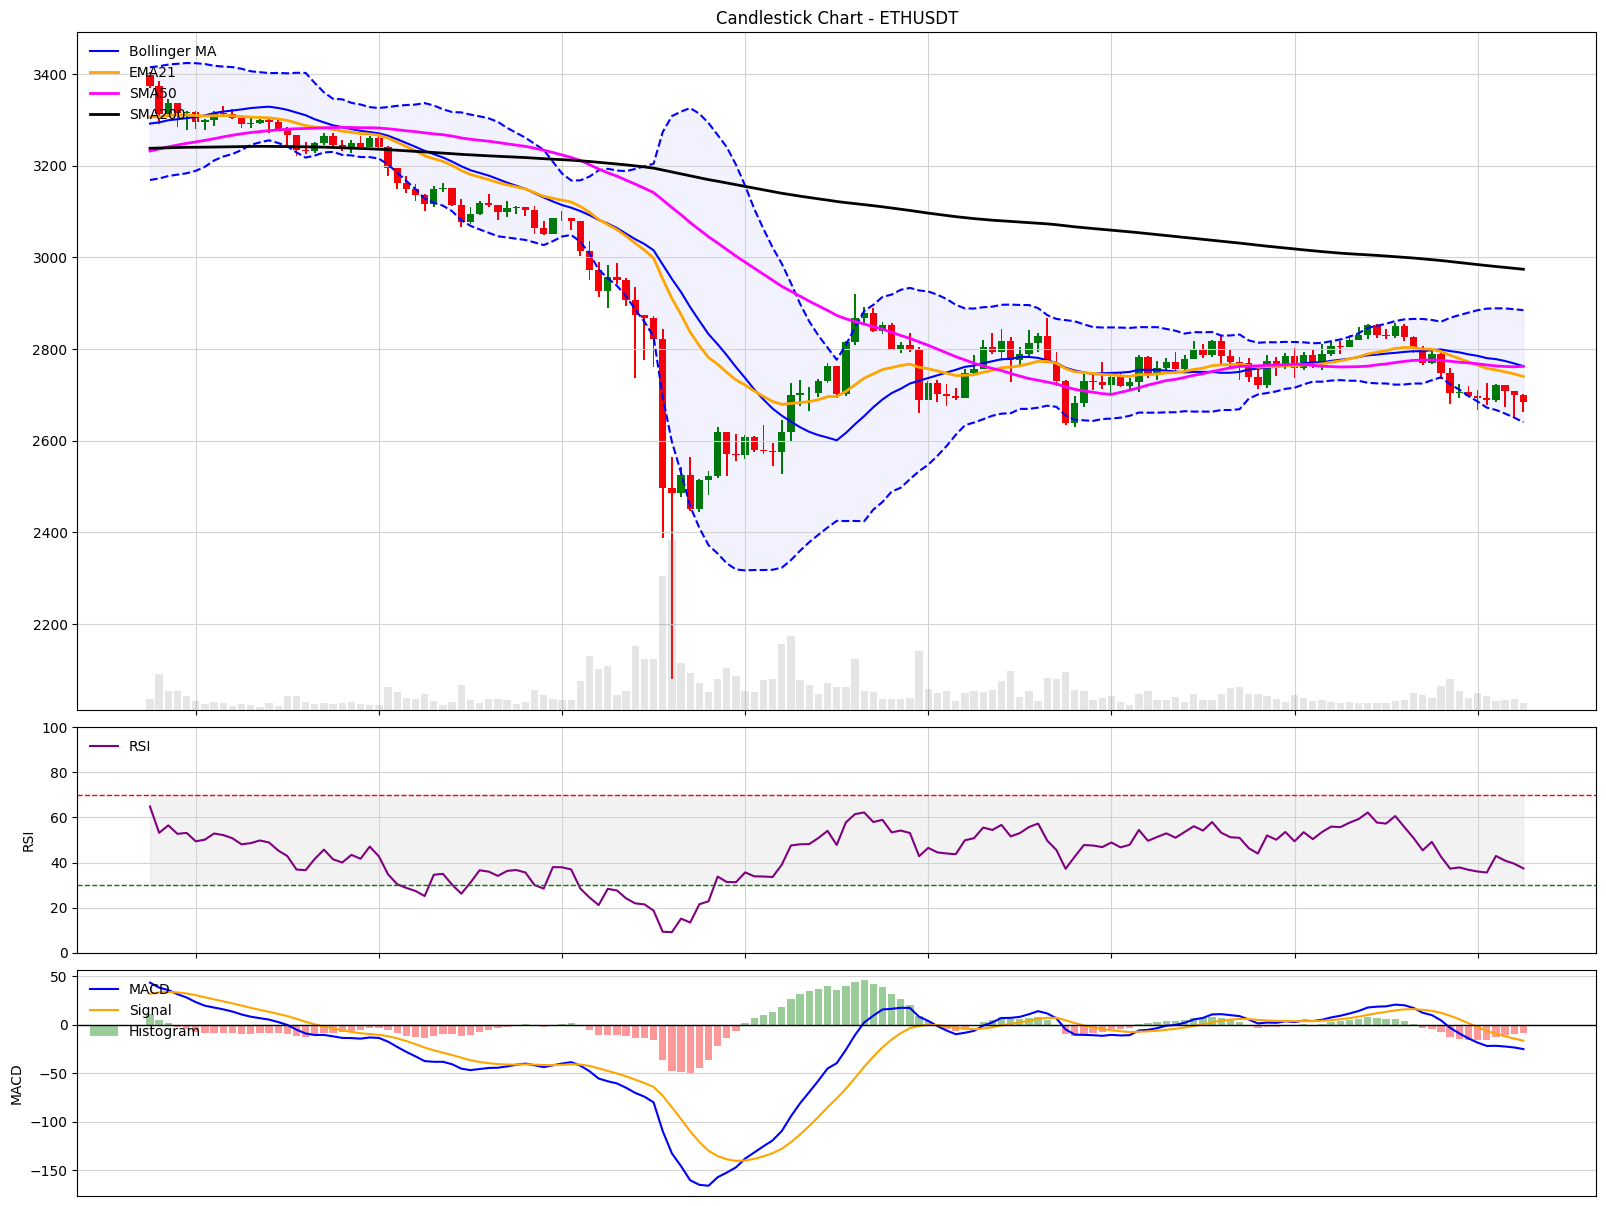 Candlestick Chart - ETHUSDT
Bollinger MA
EMA21
SMA50
SMA200
3400
3200
3000
2800
2600
2400
2200
RSI
RSI
100
80
60
40
20
0
MACD
Signal
Histogram
MACD
50
0
−50
−100
−150